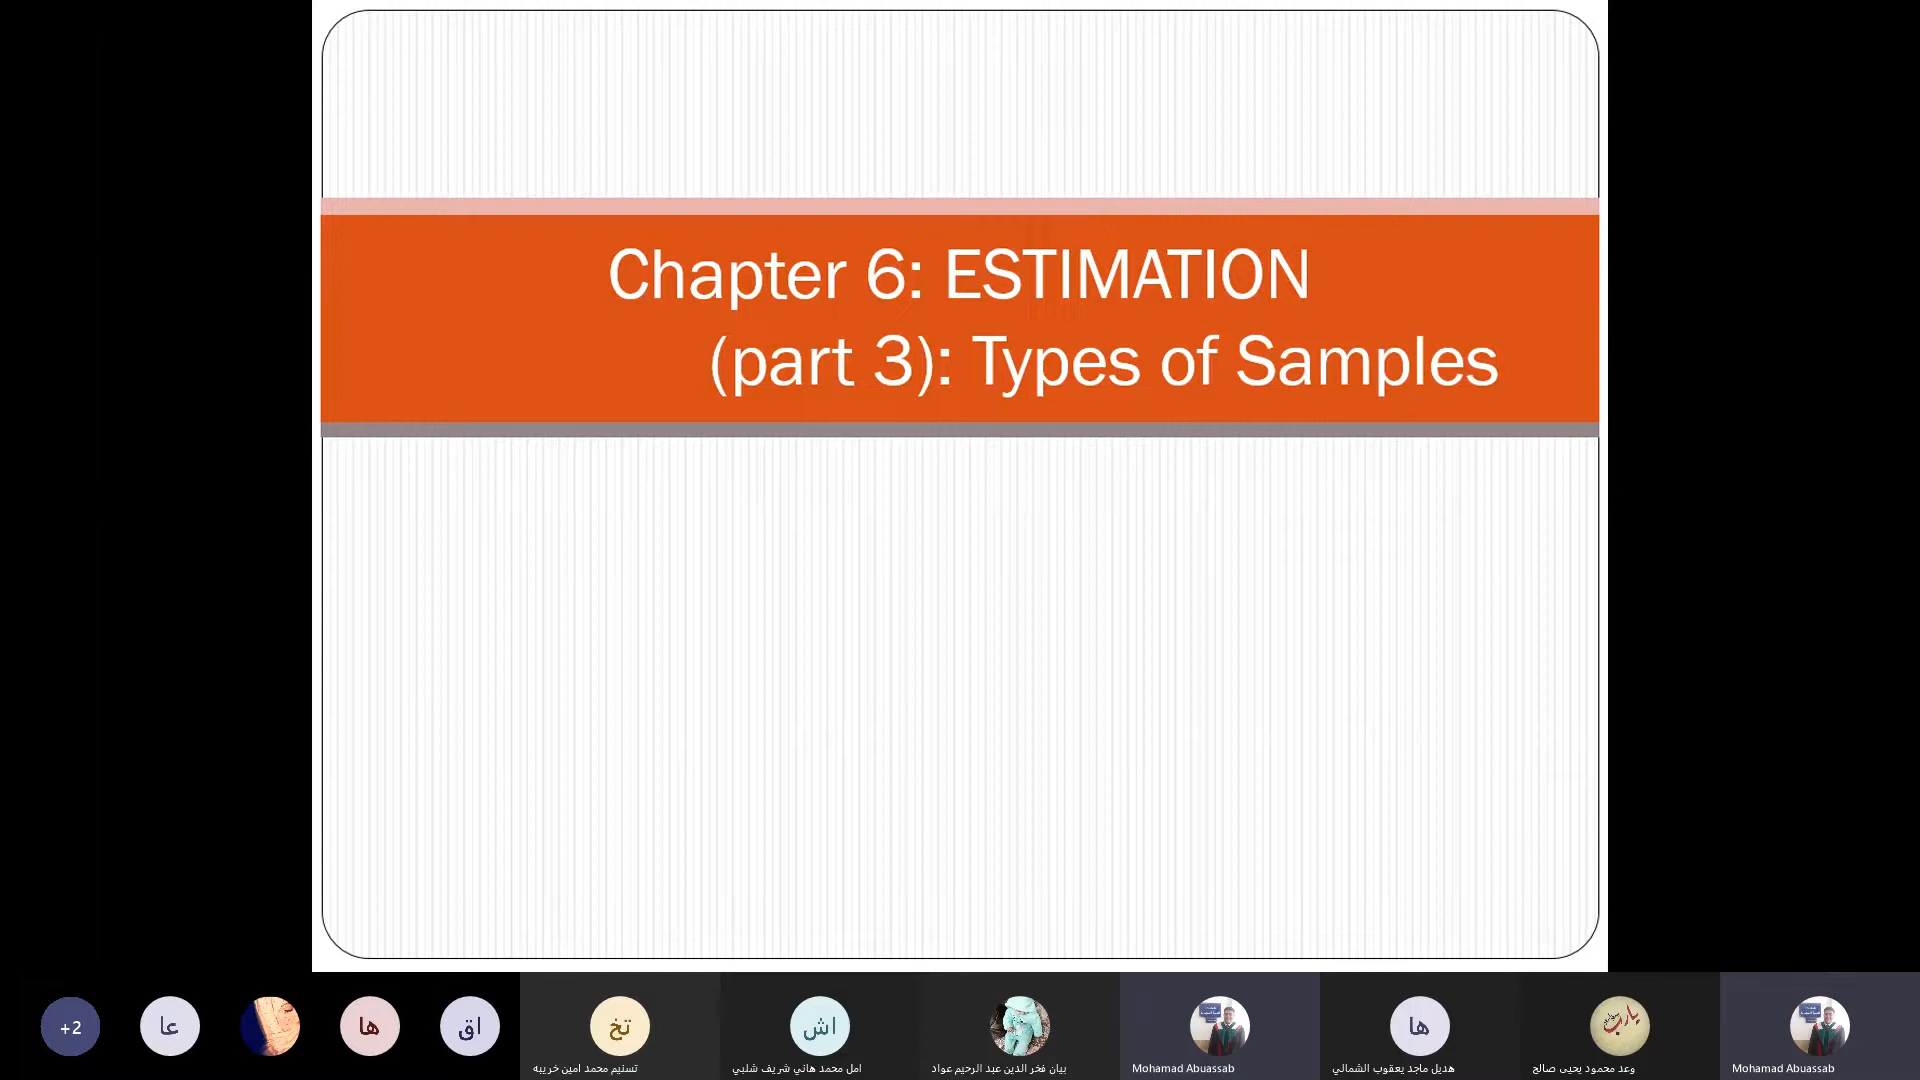 Chapter 6: ESTIMATION
(part 3): Types of Samples
+2
عا
ها
اق
تخ
اش
ها
يارب
تسنيم محمد امين خريبه
امل محمد هاني شريف شلبي
بيان فخر الدين عبد الرحيم عواد
Mohamad Abuassab
هديل ماجد يعقوب الشمالي
وعد محمود يحيى صالح
Mohamad Abuassab